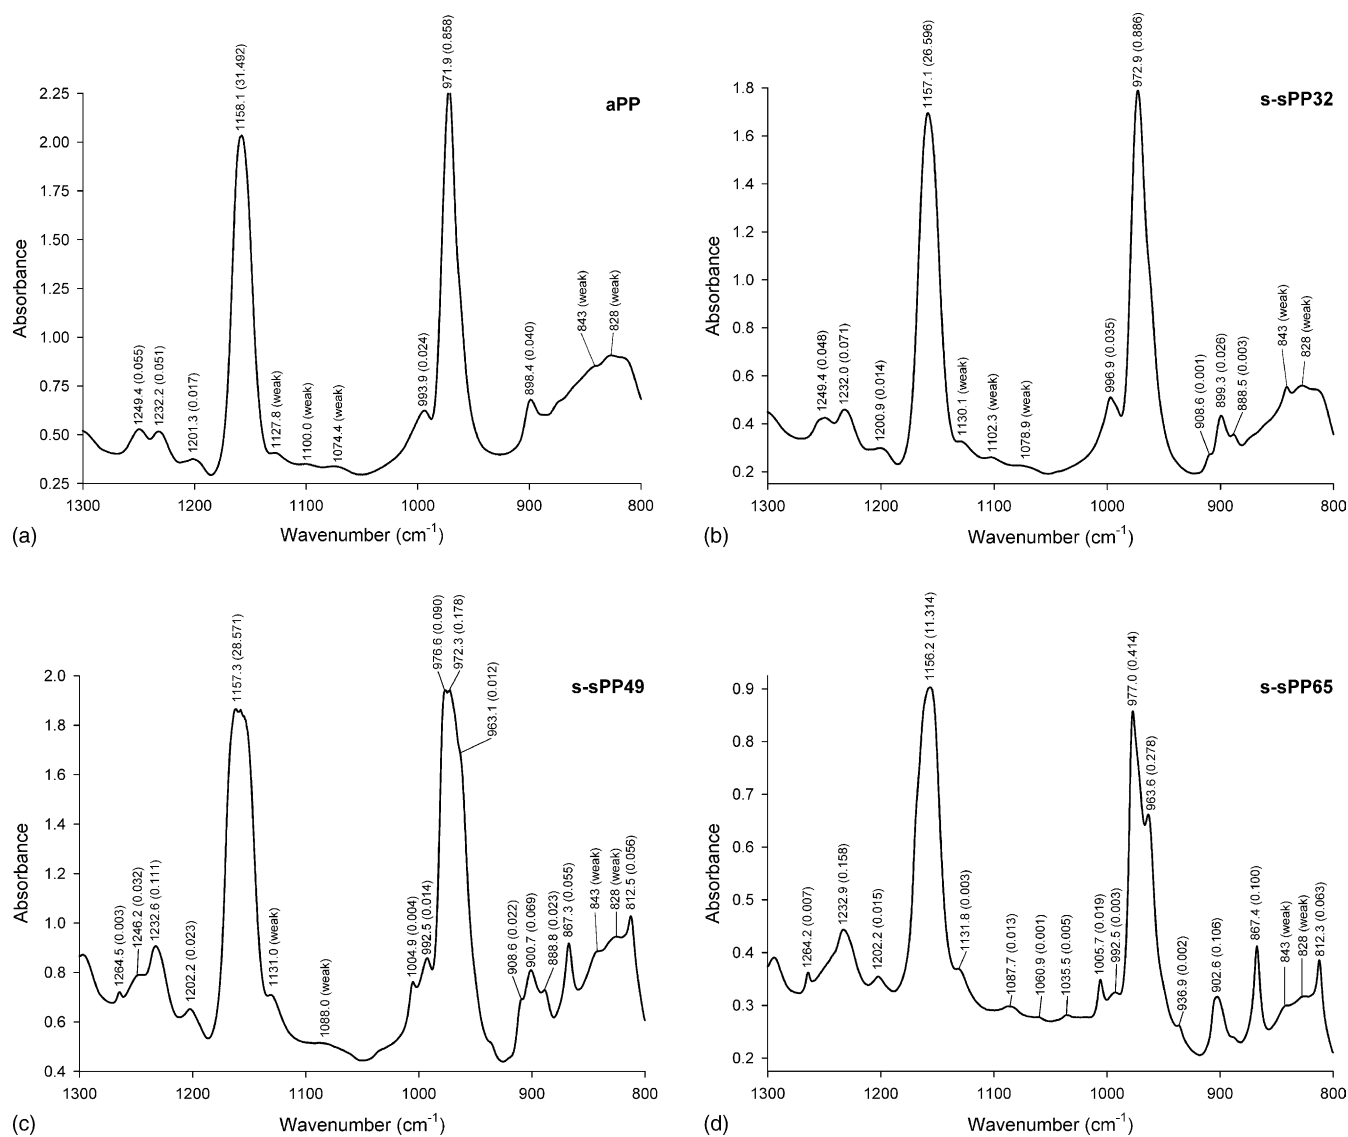 1158.1 (31.492)
971.9 (0.858)
aPP
2.25
2.00
1.75
1.50
1.25
1.00
0.75
0.50
0.25
Absorbance
1249.4 (0.055)
1232.2 (0.051)
1201.3 (0.017)
1127.8 (weak)
1100.0 (weak)
1074.4 (weak)
993.9 (0.024)
898.4 (0.040)
843 (weak)
828 (weak)
1300 1200 1100 1000 900 800
Wavenumber (cm⁻¹)
(a)
1157.1 (26.596)
972.9 (0.886)
s-sPP32
1.8
1.6
1.4
1.2
1.0
0.8
0.6
0.4
0.2
Absorbance
1249.4 (0.048)
1232.0 (0.071)
1200.9 (0.014)
1130.1 (weak)
1102.3 (weak)
1078.9 (weak)
996.9 (0.035)
908.6 (0.001)
899.3 (0.026)
888.5 (0.003)
843 (weak)
828 (weak)
1300 1200 1100 1000 900 800
Wavenumber (cm⁻¹)
(b)
1157.3 (28.571)
976.6 (0.090)
972.3 (0.178)
963.1 (0.012)
s-sPP49
2.0
1.8
1.6
1.4
1.2
1.0
0.8
0.6
0.4
Absorbance
1264.5 (0.003)
1246.2 (0.032)
1232.6 (0.111)
1202.2 (0.023)
1131.0 (weak)
1088.0 (weak)
1004.9 (0.004)
992.5 (0.014)
908.6 (0.022)
900.7 (0.069)
888.8 (0.023)
867.3 (0.055)
843 (weak)
828 (weak)
812.5 (0.056)
1300 1200 1100 1000 900 800
Wavenumber (cm⁻¹)
(c)
1156.2 (11.314)
977.0 (0.414)
963.6 (0.278)
s-sPP65
0.9
0.8
0.7
0.6
0.5
0.4
0.3
0.2
Absorbance
1264.2 (0.007)
1232.9 (0.158)
1202.2 (0.015)
1131.8 (0.003)
1087.7 (0.013)
1060.9 (0.001)
1035.5 (0.005)
1005.7 (0.019)
992.5 (0.003)
936.9 (0.002)
902.8 (0.106)
867.4 (0.100)
843 (weak)
828 (weak)
812.3 (0.063)
1300 1200 1100 1000 900 800
Wavenumber (cm⁻¹)
(d)